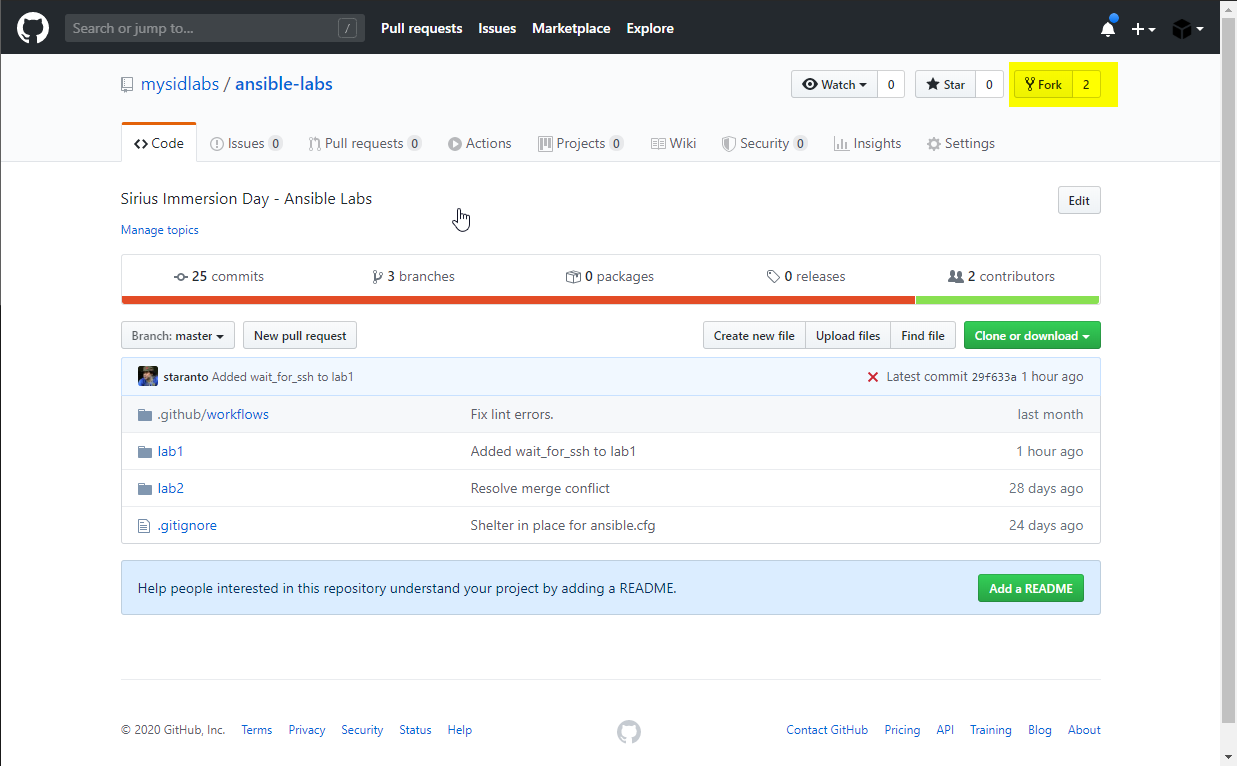 Search or jump to... / Pull requests Issues Marketplace Explore
mysidlabs / ansible-labs Watch 0 Star 0 Fork 2
Code Issues 0 Pull requests 0 Actions Projects 0 Wiki Security 0 Insights Settings
Sirius Immersion Day - Ansible Labs Edit
Manage topics
25 commits 3 branches 0 packages 0 releases 2 contributors
Branch: master New pull request Create new file Upload files Find file Clone or download
staranto Added wait_for_ssh to lab1 Latest commit 29f633a 1 hour ago
.github/workflows Fix lint errors. last month
lab1 Added wait_for_ssh to lab1 1 hour ago
lab2 Resolve merge conflict 28 days ago
.gitignore Shelter in place for ansible.cfg 24 days ago
Help people interested in this repository understand your project by adding a README. Add a README
© 2020 GitHub, Inc. Terms Privacy Security Status Help Contact GitHub Pricing API Training Blog About